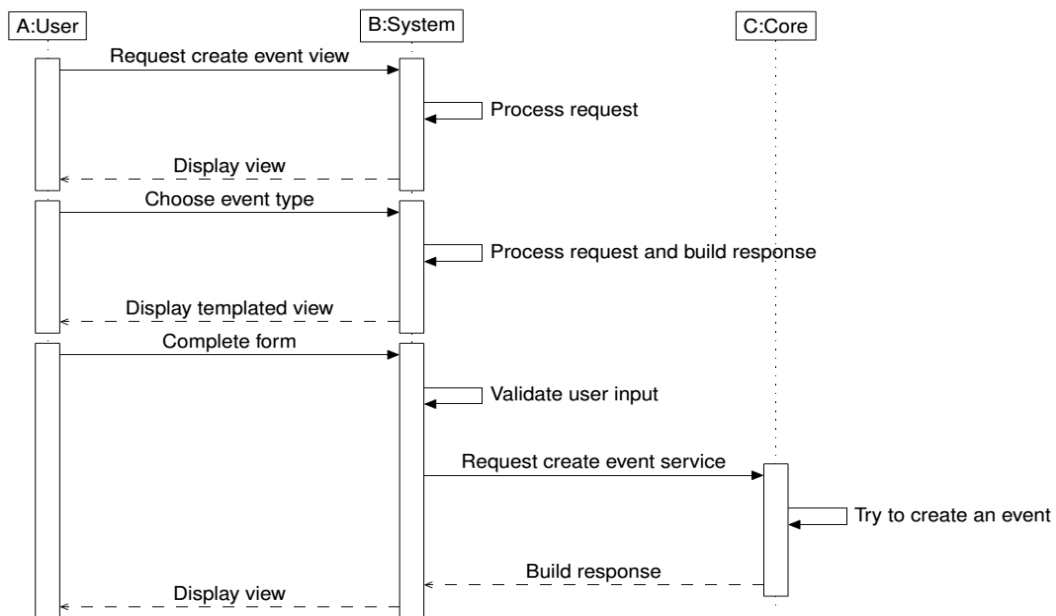 A:User
B:System
C:Core
Request create event view
Process request
Display view
Choose event type
Process request and build response
Display templated view
Complete form
Validate user input
Request create event service
Try to create an event
Build response
Display view